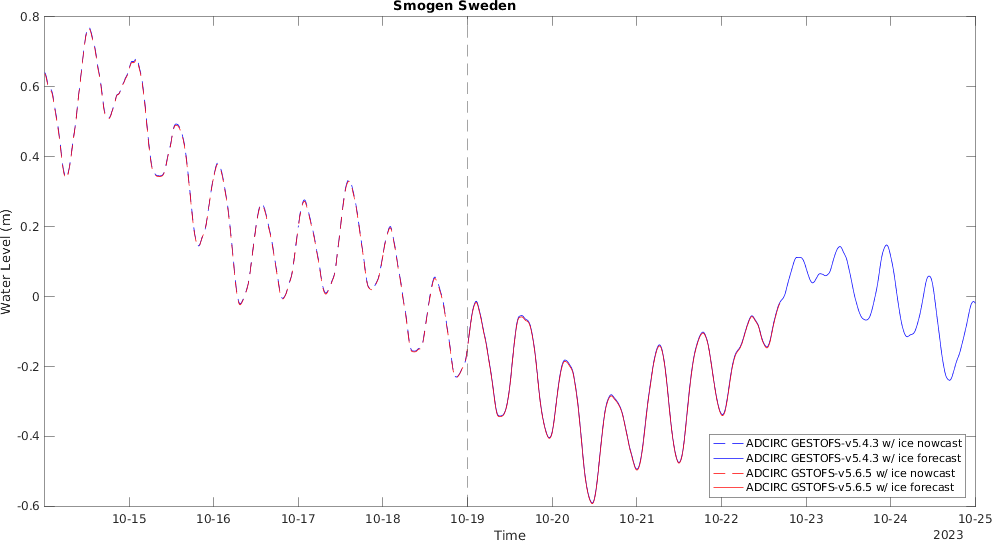 Smogen Sweden
0.8
0.6
0.4
0.2
0
-0.2
-0.4
-0.6
Water Level (m)
10-15 10-16 10-17 10-18 10-19 10-20 10-21 10-22 10-23 10-24 10-25
Time
2023
ADCIRC GESTOFS-v5.4.3 w/ ice nowcast
ADCIRC GESTOFS-v5.4.3 w/ ice forecast
ADCIRC GSTOFS-v5.6.5 w/ ice nowcast
ADCIRC GSTOFS-v5.6.5 w/ ice forecast